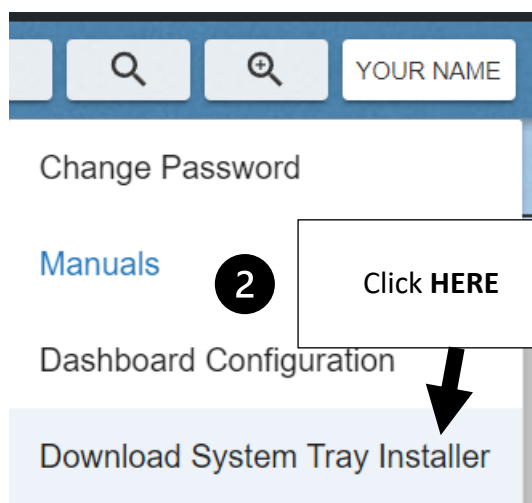 YOUR NAME
Change Password
Manuals
2
Click HERE
Dashboard Configuration
Download System Tray Installer